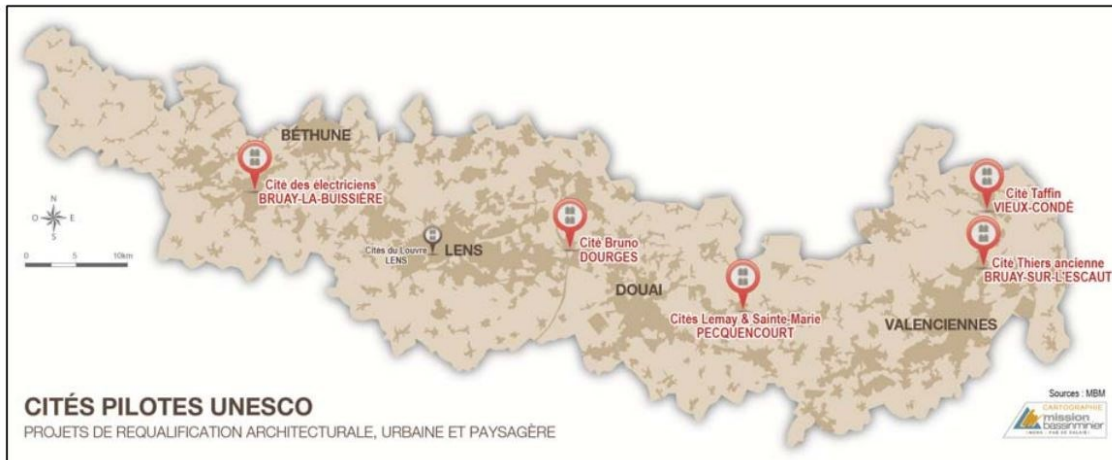 BÉTHUNE
Cité des électriciens
BRUAY-LA-BUISSIÈRE
N
O
E
S
0
5
10km
Cités du Louvre
LENS
LENS
Cité Bruno
DOURGES
DOUAI
Cités Lemay & Sainte-Marie
PECQUENCOURT
Cité Taffin
VIEUX-CONDÉ
Cité Thiers ancienne
BRUAY-SUR-L'ESCAUT
VALENCIENNES
CITÉS PILOTES UNESCO
PROJETS DE REQUALIFICATION ARCHITECTURALE, URBAINE ET PAYSAGÈRE
Sources : MBM
CARTOGRAPHIE
mission
bassinminier